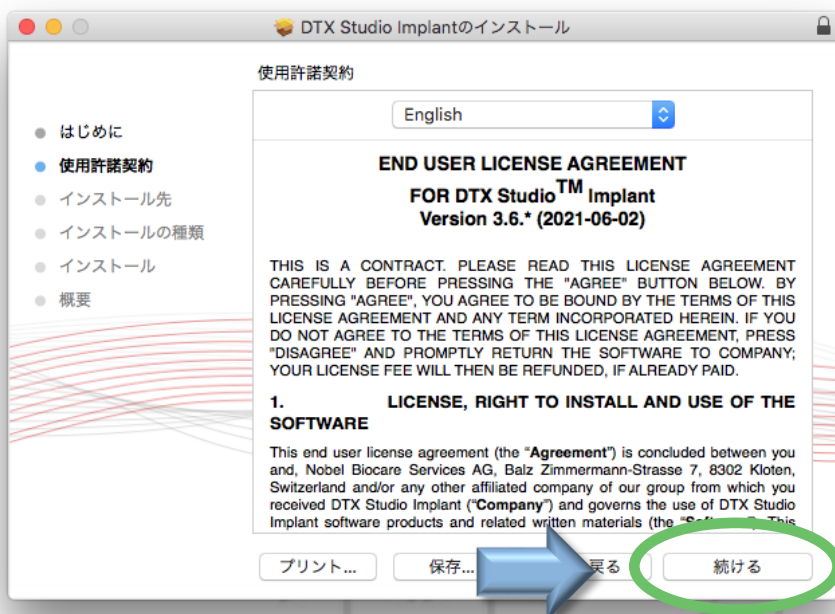 DTX Studio Implantのインストール
使用許諾契約
English
はじめに
使用許諾契約
インストール先
インストールの種類
インストール
概要
END USER LICENSE AGREEMENT
FOR DTX Studio™ Implant
Version 3.6.* (2021-06-02)
THIS IS A CONTRACT. PLEASE READ THIS LICENSE AGREEMENT
CAREFULLY BEFORE PRESSING THE "AGREE" BUTTON BELOW. BY
PRESSING "AGREE", YOU AGREE TO BE BOUND BY THE TERMS OF THIS
LICENSE AGREEMENT AND ANY TERM INCORPORATED HEREIN. IF YOU
DO NOT AGREE TO THE TERMS OF THIS LICENSE AGREEMENT, PRESS
"DISAGREE" AND PROMPTLY RETURN THE SOFTWARE TO COMPANY;
YOUR LICENSE FEE WILL THEN BE REFUNDED, IF ALREADY PAID.
1. LICENSE, RIGHT TO INSTALL AND USE OF THE
SOFTWARE
This end user license agreement (the “Agreement”) is concluded between you
and, Nobel Biocare Services AG, Balz Zimmermann-Strasse 7, 8302 Kloten,
Switzerland and/or any other affiliated company of our group from which you
received DTX Studio Implant (“Company”) and governs the use of DTX Studio
Implant software products and related written materials (the This
プリント...
保存...
戻る
続ける